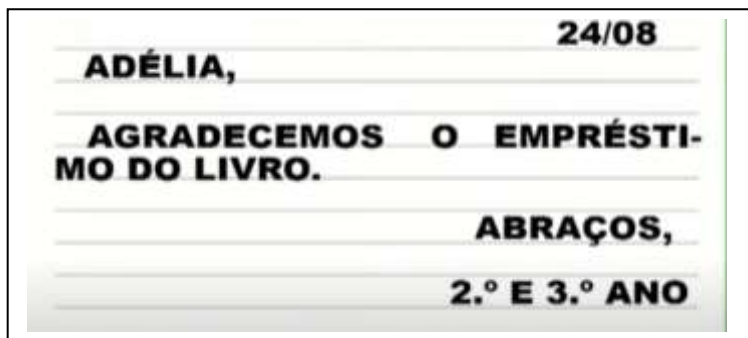 24/08
ADÉLIA,
AGRADECEMOS O EMPRÉSTI-
MO DO LIVRO.
ABRAÇOS,
2.º E 3.º ANO